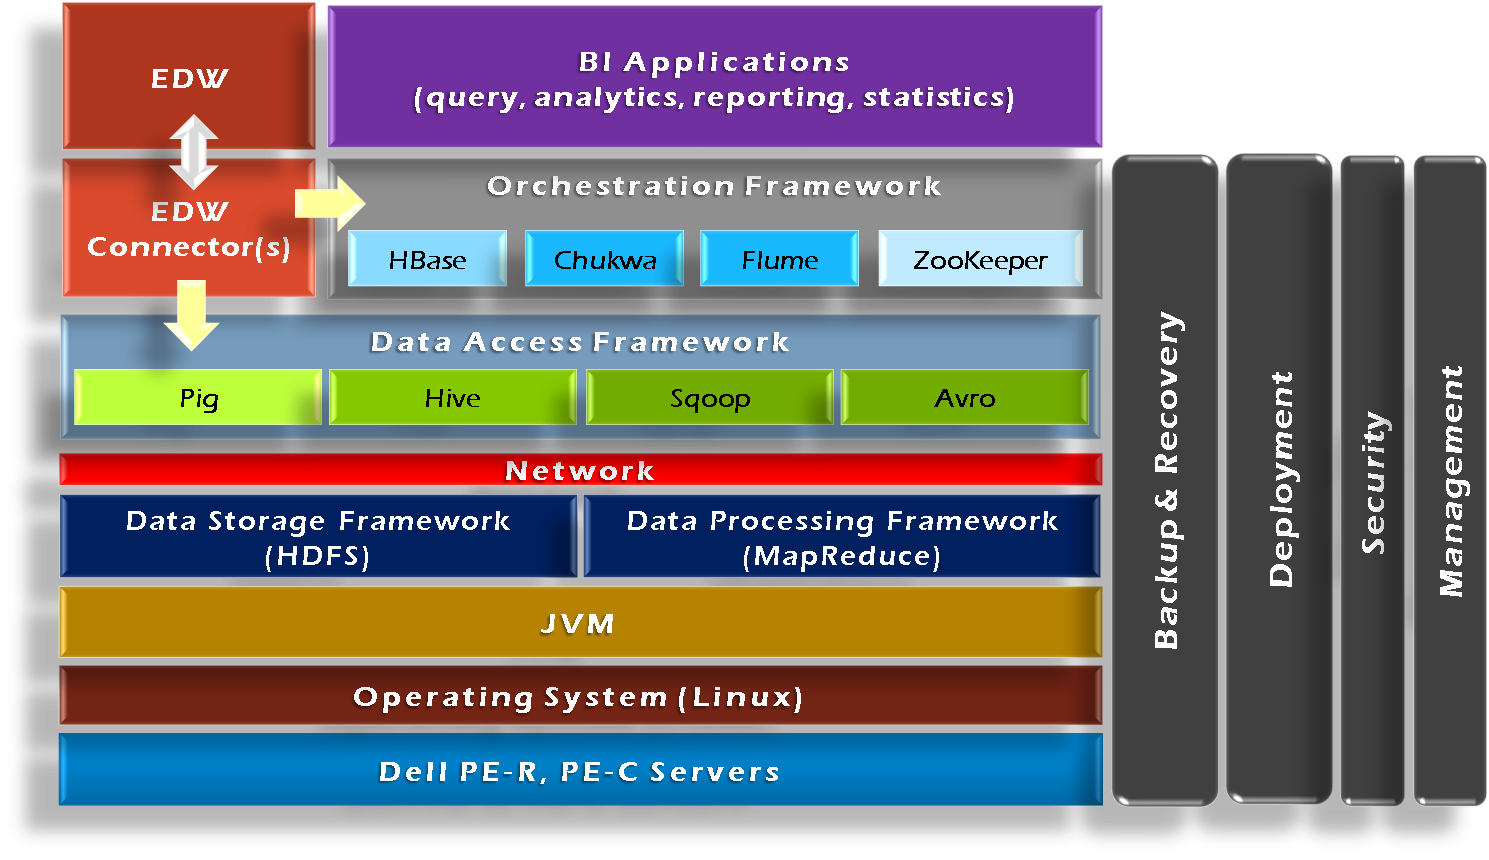 EDW
BI Applications
(query, analytics, reporting, statistics)
EDW
Connector(s)
Orchestration Framework
HBase
Chukwa
Flume
ZooKeeper
Data Access Framework
Pig
Hive
Sqoop
Avro
Network
Data Storage Framework
(HDFS)
Data Processing Framework
(MapReduce)
JVM
Operating System (Linux)
Dell PE-R, PE-C Servers
Backup & Recovery
Deployment
Security
Management